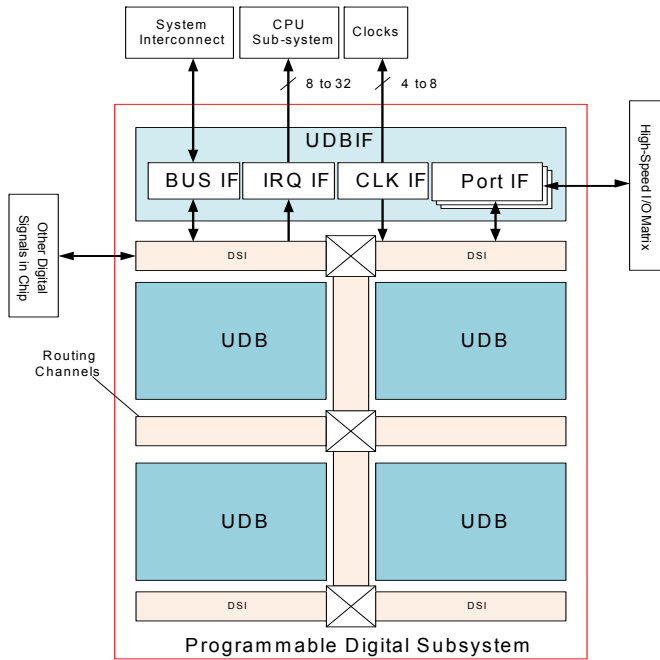 System
Interconnect
CPU
Sub-system
Clocks
8 to 32
4 to 8
High-Speed I/O Matrix
UDBIF
BUS IF
IRQ IF
CLK IF
Port IF
Other Digital
Signals in Chip
DSI
DSI
UDB
UDB
Routing
Channels
UDB
UDB
DSI
DSI
Programmable Digital Subsystem